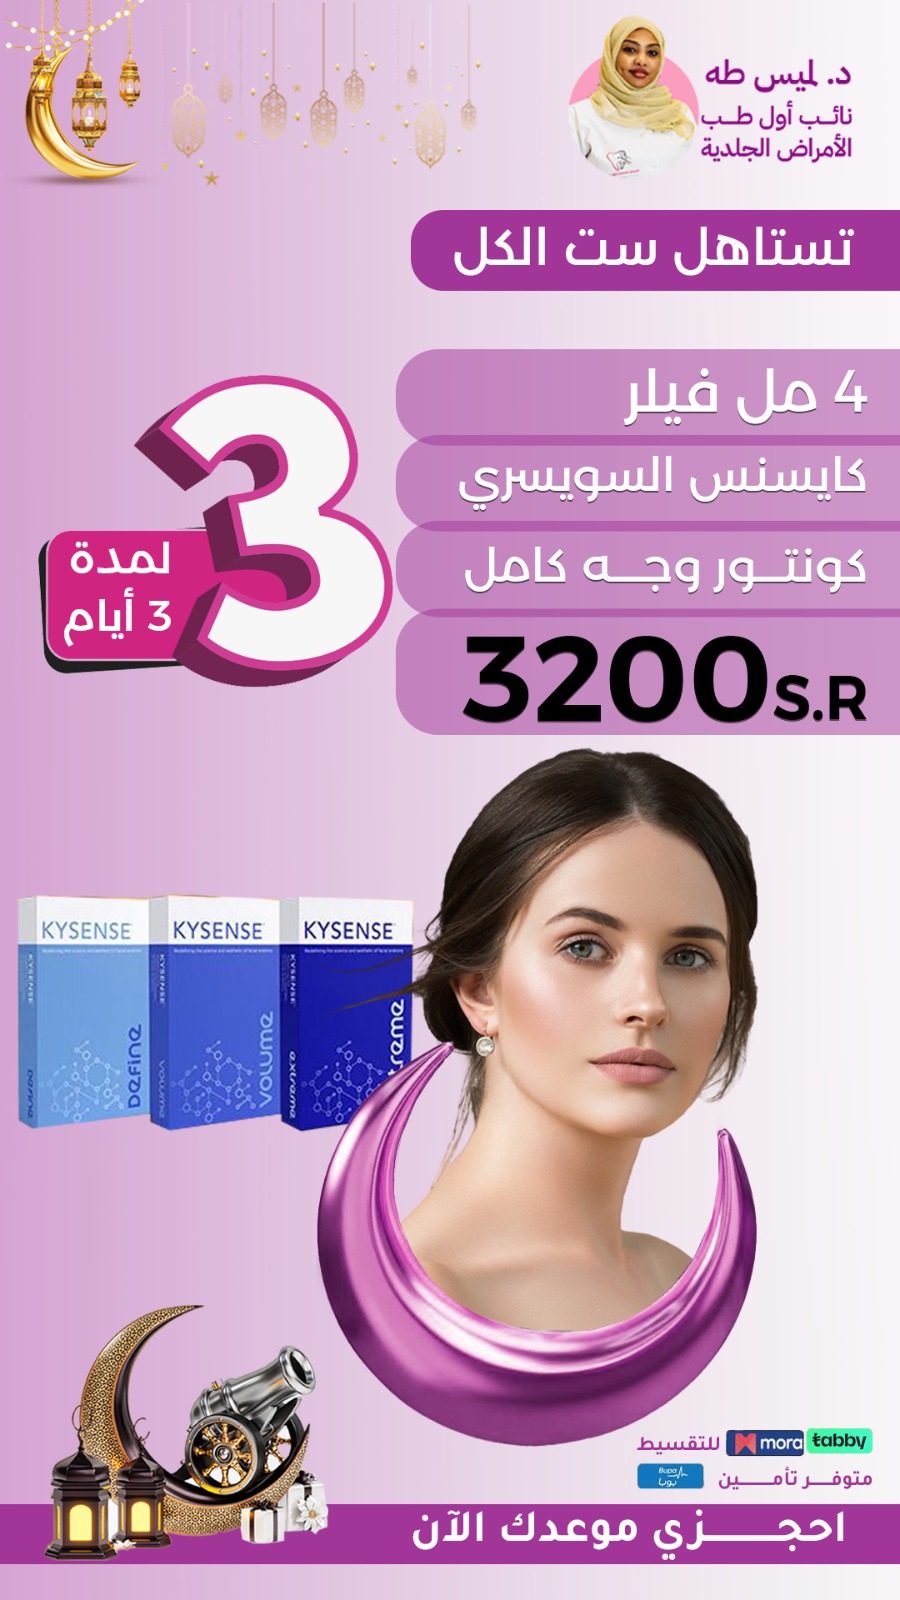 د. لميس طه
نائب أول طب
الأمراض الجلدية
تستاهل ست الكل
4 مل فيلر
كايسنس السويسري
كونتور وجه كامل
3200S.R
3
لمدة
3 أيام
KYSENSE
KYSENSE
KYSENSE
Define
VOLUME
extreme
للتقسيط mora tabby
متوفر تأمين Bupa بوبا
احجزي موعدك الآن